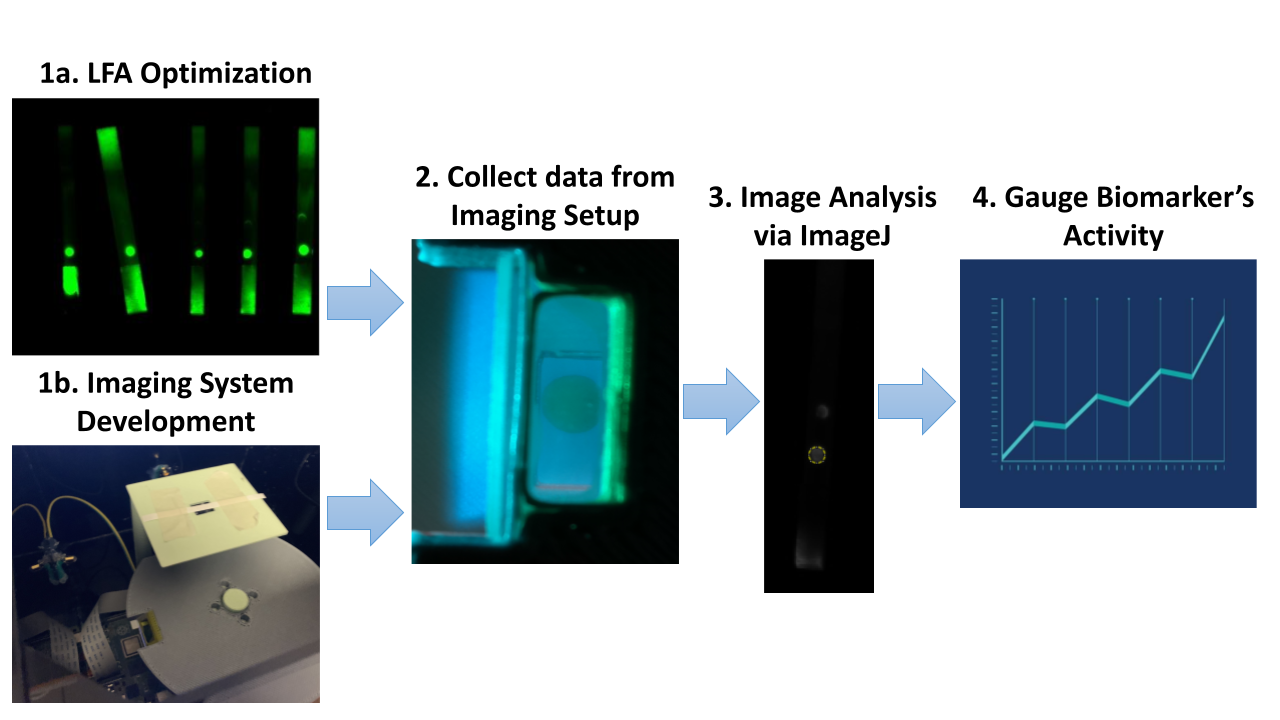 1a. LFA Optimization
1b. Imaging System
Development
2. Collect data from
Imaging Setup
3. Image Analysis
via ImageJ
4. Gauge Biomarker’s
Activity